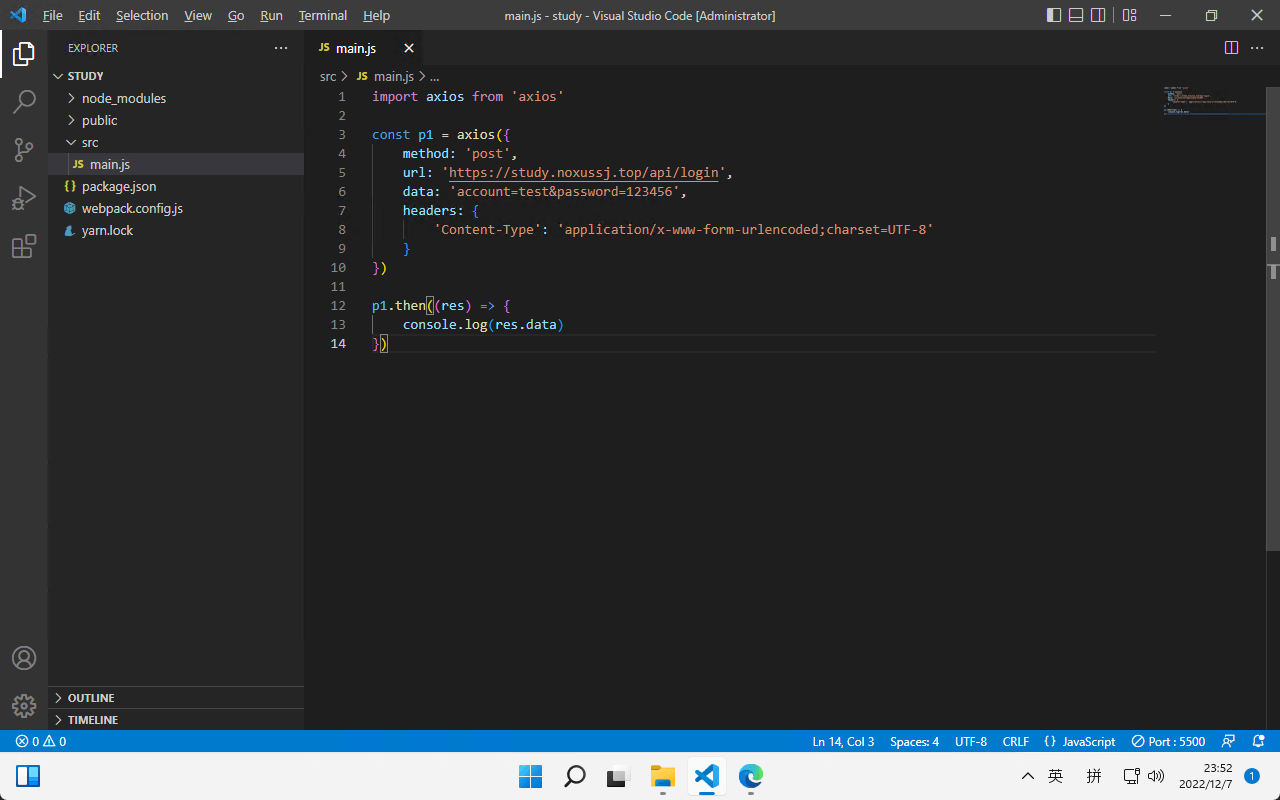 File Edit Selection View Go Run Terminal Help main.js - study - Visual Studio Code [Administrator]
EXPLORER
STUDY
node_modules
public
src
JS main.js
{} package.json
webpack.config.js
yarn.lock
OUTLINE
TIMELINE
JS main.js
src > JS main.js > ...
1 import axios from 'axios'
2
3 const p1 = axios({
4 method: 'post',
5 url: 'https://study.noxussj.top/api/login',
6 data: 'account=test&password=123456',
7 headers: {
8 'Content-Type': 'application/x-www-form-urlencoded;charset=UTF-8'
9 }
10 })
11
12 p1.then((res) => {
13 console.log(res.data)
14 })
0 0 Ln 14, Col 3 Spaces: 4 UTF-8 CRLF {} JavaScript Port : 5500
英 拼 23:52
2022/12/7 1